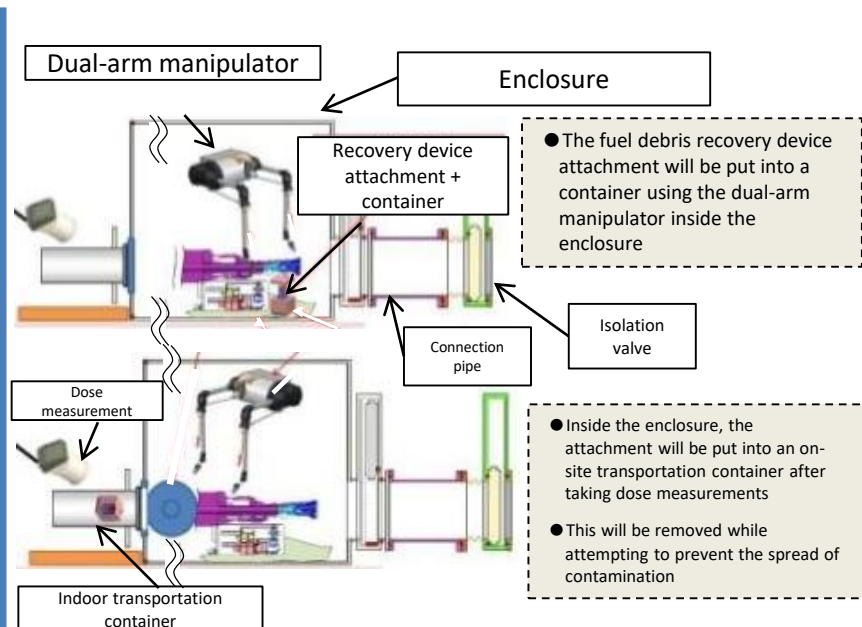 Dual-arm manipulator
Enclosure
Recovery device
attachment +
container
● The fuel debris recovery device
attachment will be put into a
container using the dual-arm
manipulator inside the
enclosure
Isolation
valve
Connection
pipe
Dose
measurement
● Inside the enclosure, the
attachment will be put into an on-
site transportation container after
taking dose measurements
● This will be removed while
attempting to prevent the spread of
contamination
Indoor transportation
container